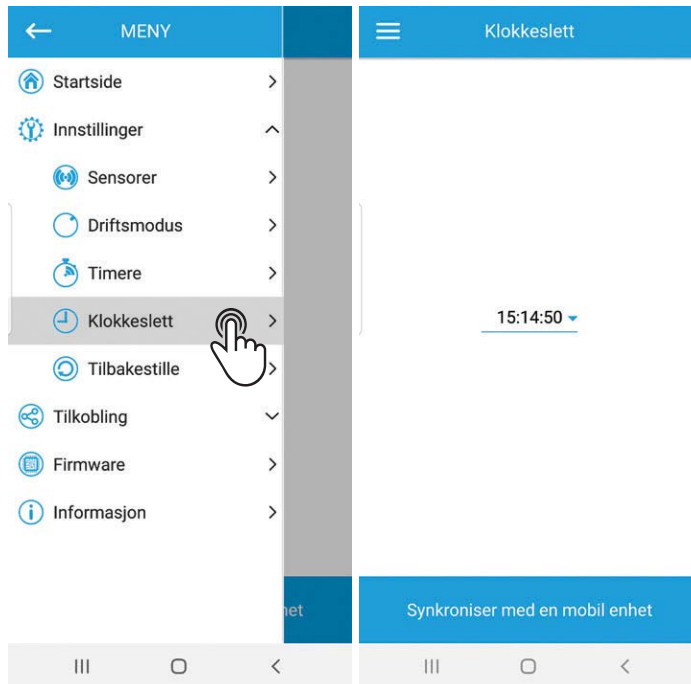 MENY
Startside
Innstillinger
Sensorer
Driftsmodus
Timere
Klokkeslett
Tilbakestille
Tilkobling
Firmware
Informasjon
het
Klokkeslett
15:14:50
Synkroniser med en mobil enhet